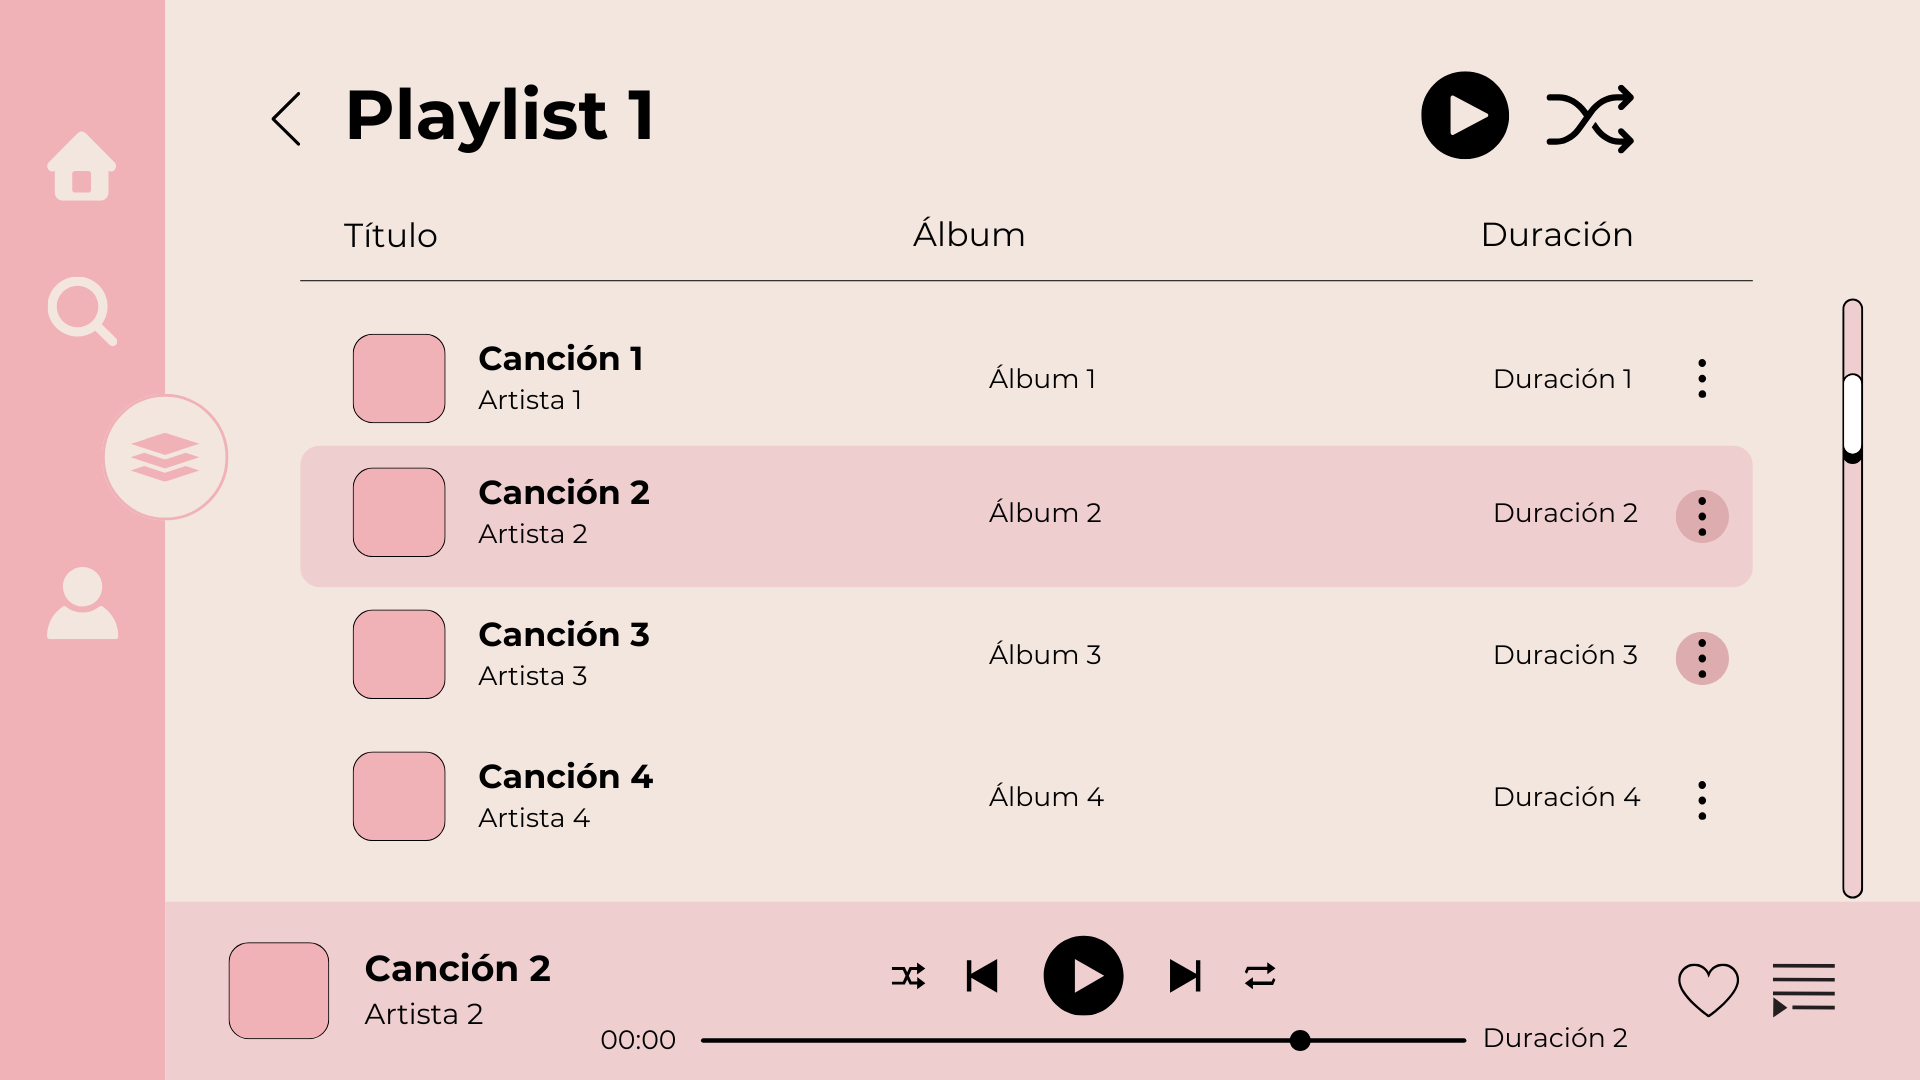 Playlist 1
Título Álbum Duración
Canción 1
Artista 1
Álbum 1
Duración 1
Canción 2
Artista 2
Álbum 2
Duración 2
Canción 3
Artista 3
Álbum 3
Duración 3
Canción 4
Artista 4
Álbum 4
Duración 4
Canción 2
Artista 2
00:00
Duración 2